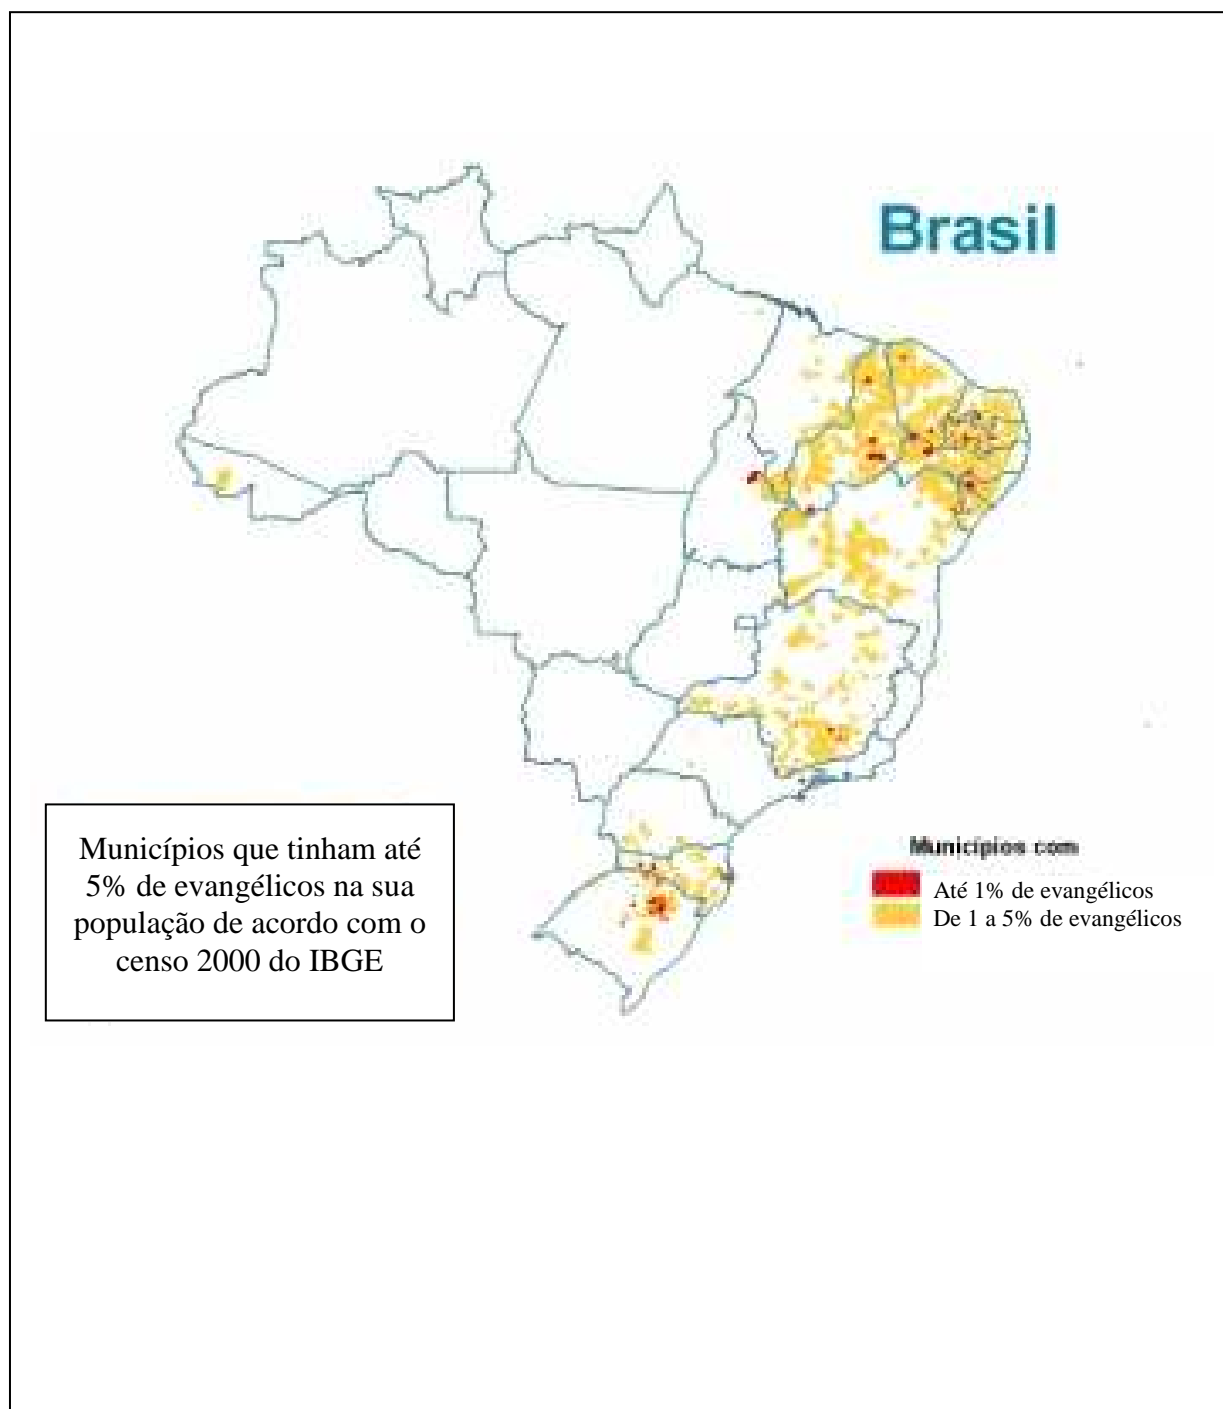 Brasil
Municípios que tinham até
5% de evangélicos na sua
população de acordo com o
censo 2000 do IBGE
Municípios com
Até 1% de evangélicos
De 1 a 5% de evangélicos